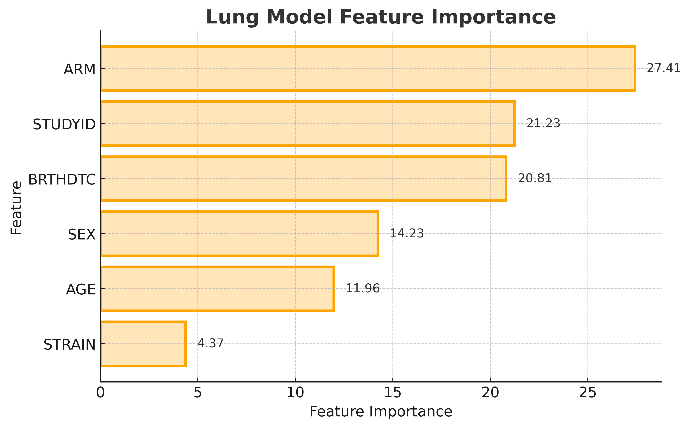 Lung Model Feature Importance
ARM
27.41
STUDYID
21.23
BRTHDTC
20.81
SEX
14.23
AGE
11.96
STRAIN
4.37
Feature
0 5 10 15 20 25
Feature Importance